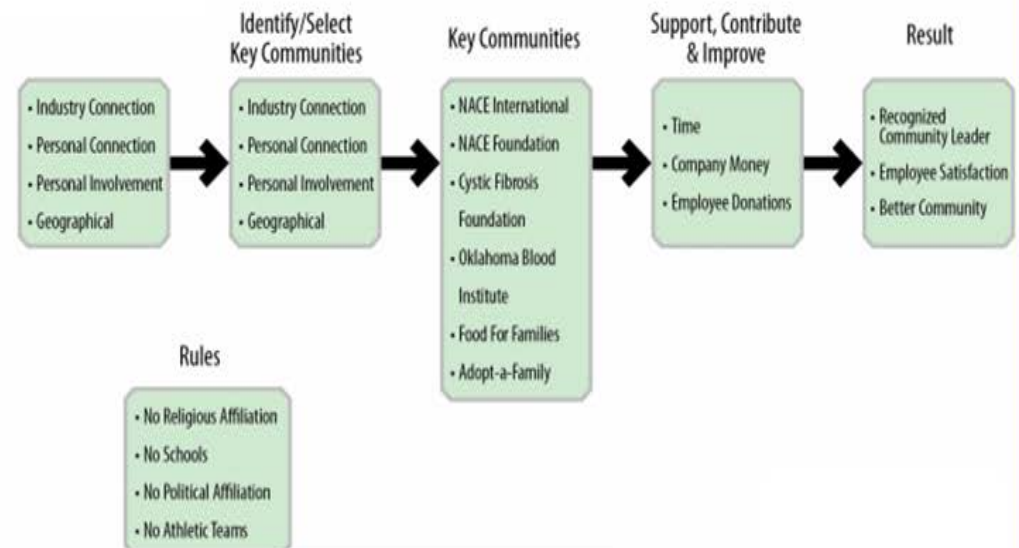 Identify/Select
Key Communities
Key Communities
Support, Contribute
& Improve
Result
• Industry Connection
• Personal Connection
• Personal Involvement
• Geographical
• Industry Connection
• Personal Connection
• Personal Involvement
• Geographical
• NACE International
• NACE Foundation
• Cystic Fibrosis
Foundation
• Oklahoma Blood
Institute
• Food For Families
• Adopt-a-Family
• Time
• Company Money
• Employee Donations
• Recognized
Community Leader
• Employee Satisfaction
• Better Community
Rules
• No Religious Affiliation
• No Schools
• No Political Affiliation
• No Athletic Teams